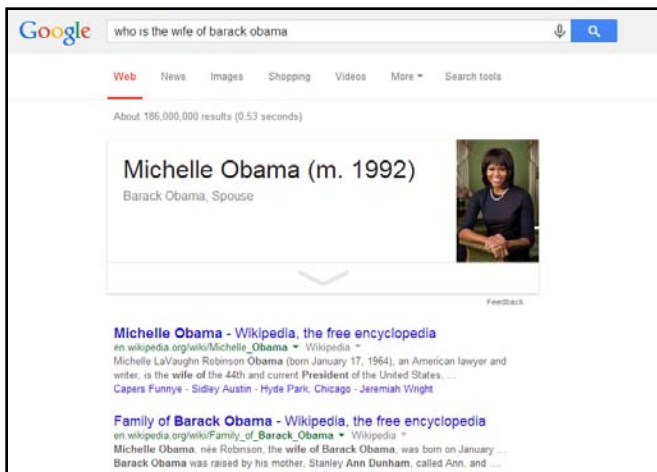 Google who is the wife of barack obama
Web News Images Shopping Videos More Search tools
About 186,000,000 results (0.53 seconds)
Michelle Obama (m. 1992)
Barack Obama, Spouse
Feedback
Michelle Obama - Wikipedia, the free encyclopedia
en.wikipedia.org/wiki/Michelle_Obama Wikipedia
Michelle LaVaughn Robinson Obama (born January 17, 1964), an American lawyer and
writer, is the wife of the 44th and current President of the United States, ...
Capers Funnye - Sidley Austin - Hyde Park, Chicago - Jeremiah Wright
Family of Barack Obama - Wikipedia, the free encyclopedia
en.wikipedia.org/wiki/Family_of_Barack_Obama Wikipedia
Michelle Obama, née Robinson, the wife of Barack Obama, was born on January ...
Barack Obama was raised by his mother, Stanley Ann Dunham, called Ann, and ....